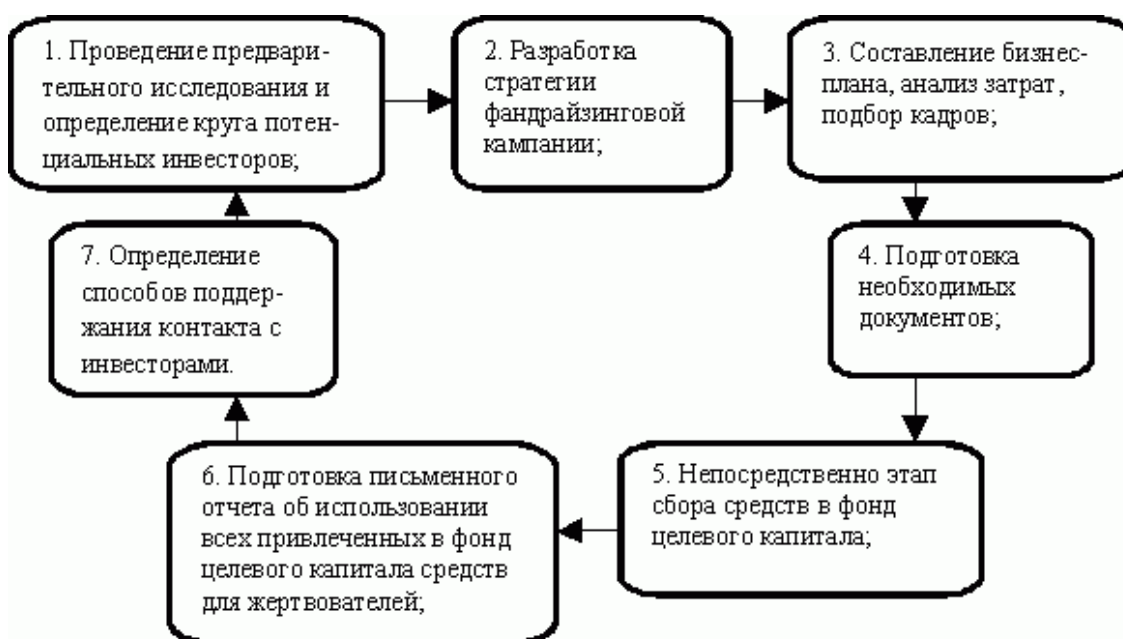 1. Проведение предвари-
тельного исследования и
определение круга потен-
циальных инвесторов;
2. Разработка
стратегии
фандрайзинговой
кампании;
3. Составление бизнес-
плана, анализ затрат,
подбор кадров;
4. Подготовка
необходимых
документов;
5. Непосредственно этап
сбора средств в фонд
целевого капитала;
6. Подготовка письменного
отчета об использовании
всех привлеченных в фонд
целевого капитала средств
для жертвователей;
7. Определение
способов поддер-
жания контакта с
инвесторами.